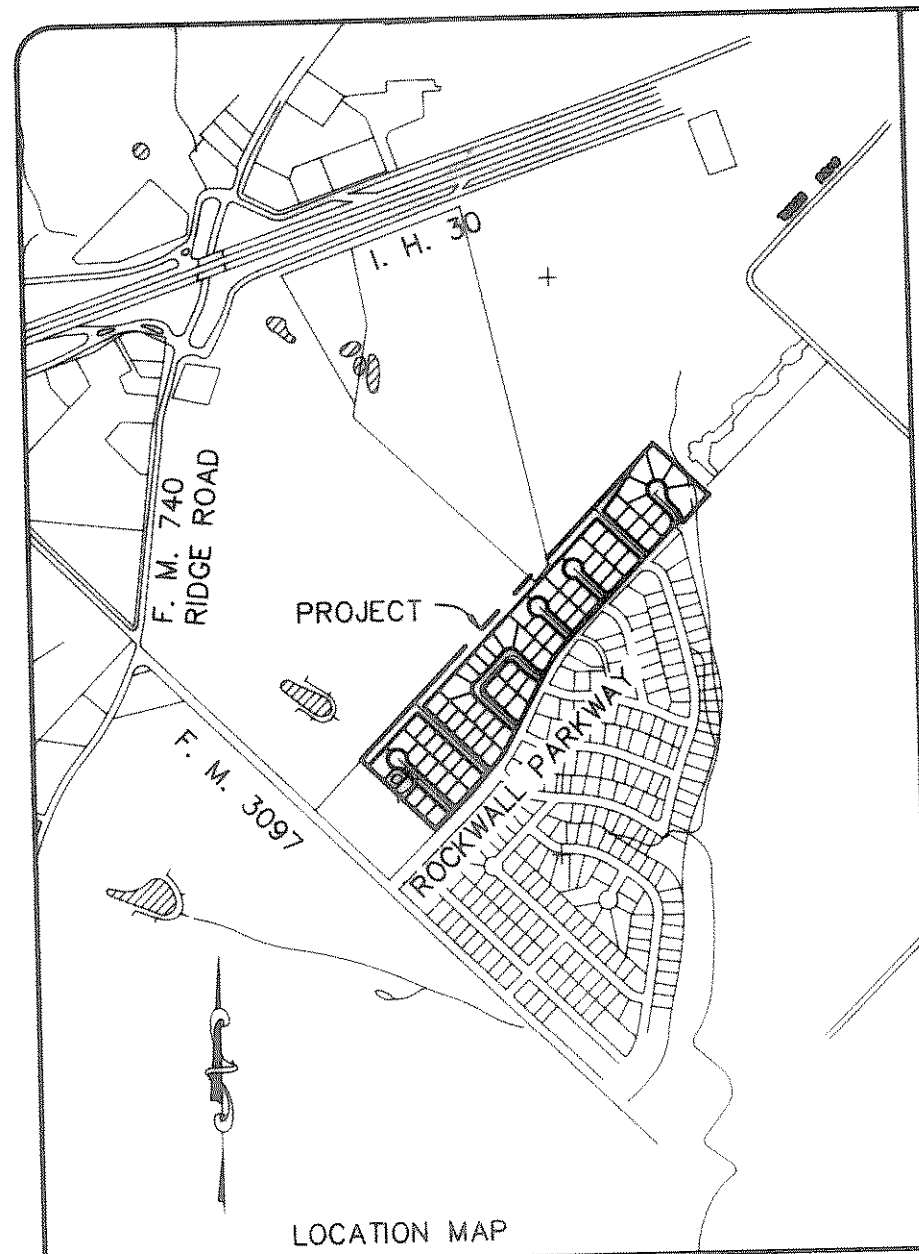 I. H. 30
F. M. 740
RIDGE ROAD
PROJECT
F. M. 3097
ROCKWALL PARKWAY
LOCATION MAP